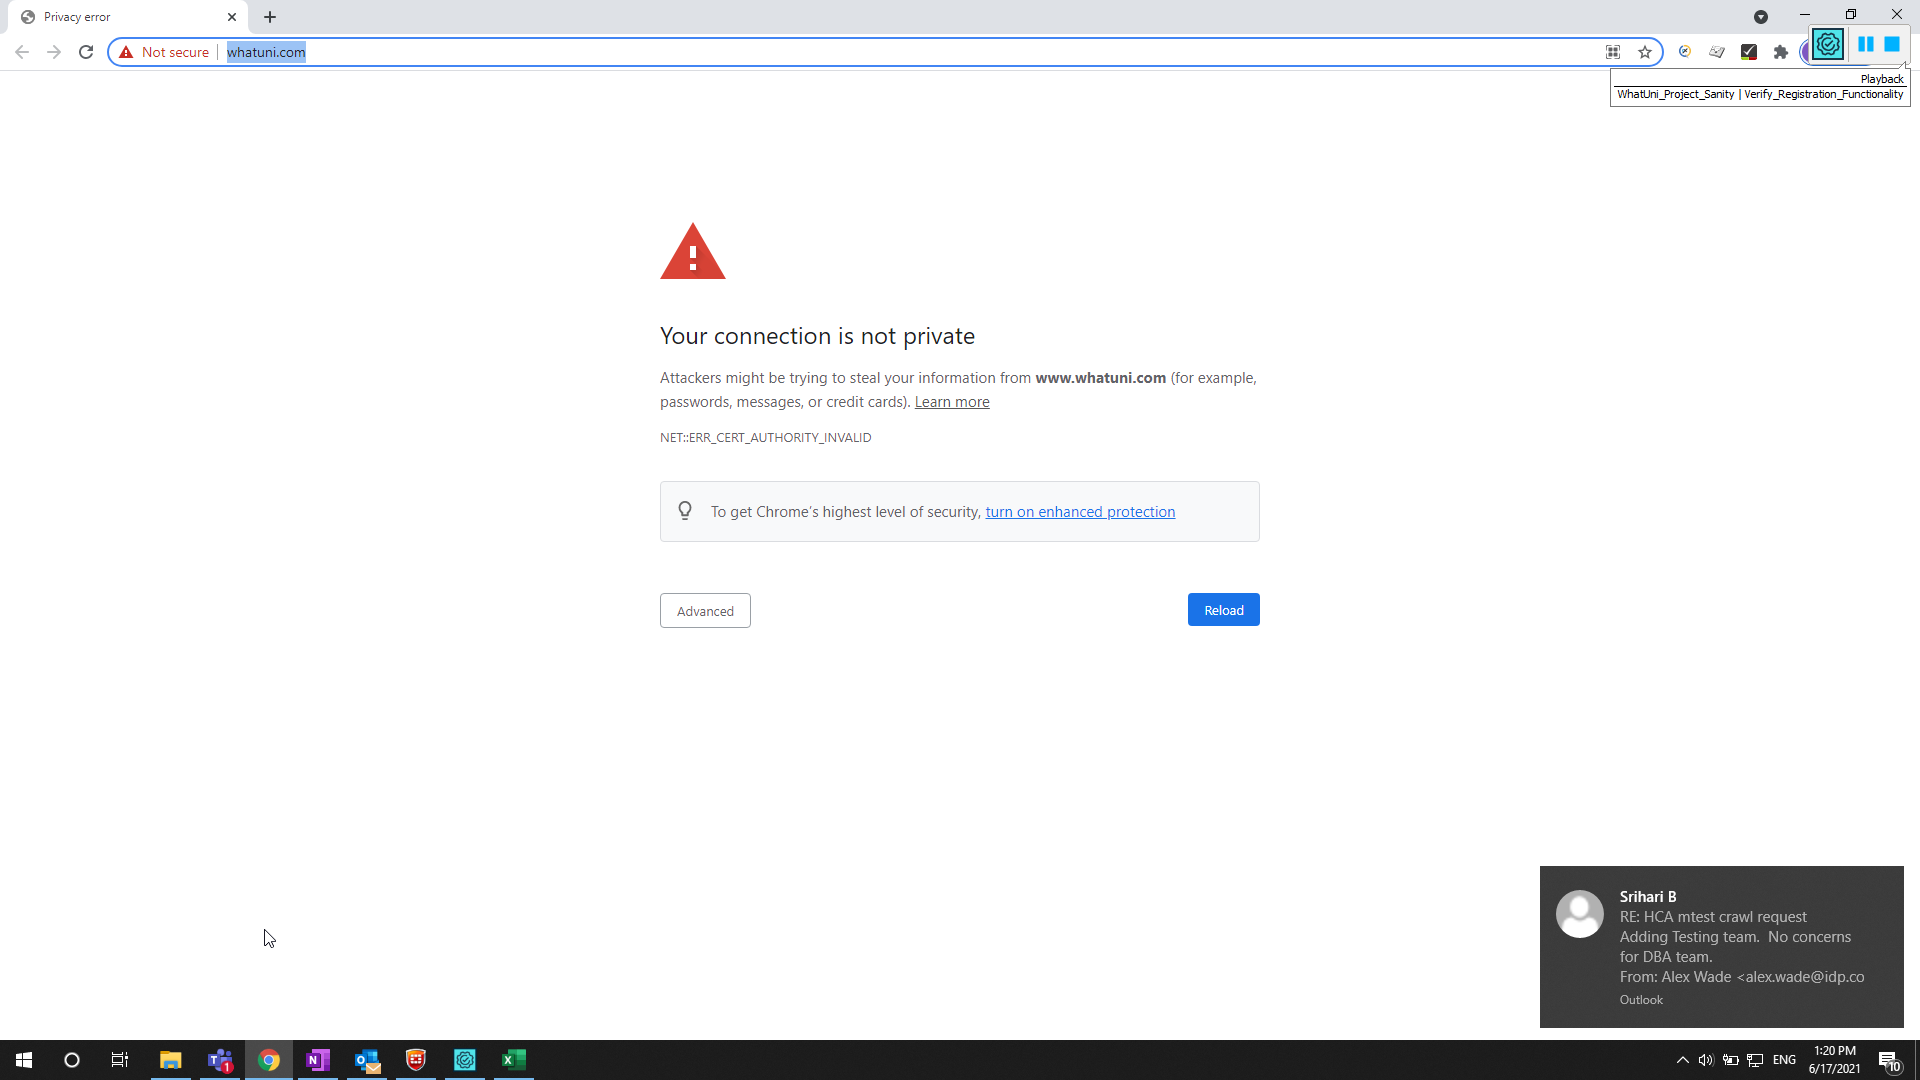 Privacy error
Not secure
whatuni.com
Playback
WhatUni_Project_Sanity | Verify_Registration_Functionality
Your connection is not private
Attackers might be trying to steal your information from www.whatuni.com (for example,
passwords, messages, or credit cards). Learn more
NET::ERR_CERT_AUTHORITY_INVALID
To get Chrome's highest level of security, turn on enhanced protection
Advanced
Reload
Srihari B
RE: HCA mtest crawl request
Adding Testing team. No concerns
for DBA team.
From: Alex Wade <alex.wade@idp.co
Outlook
1
ENG
1:20 PM
6/17/2021
10